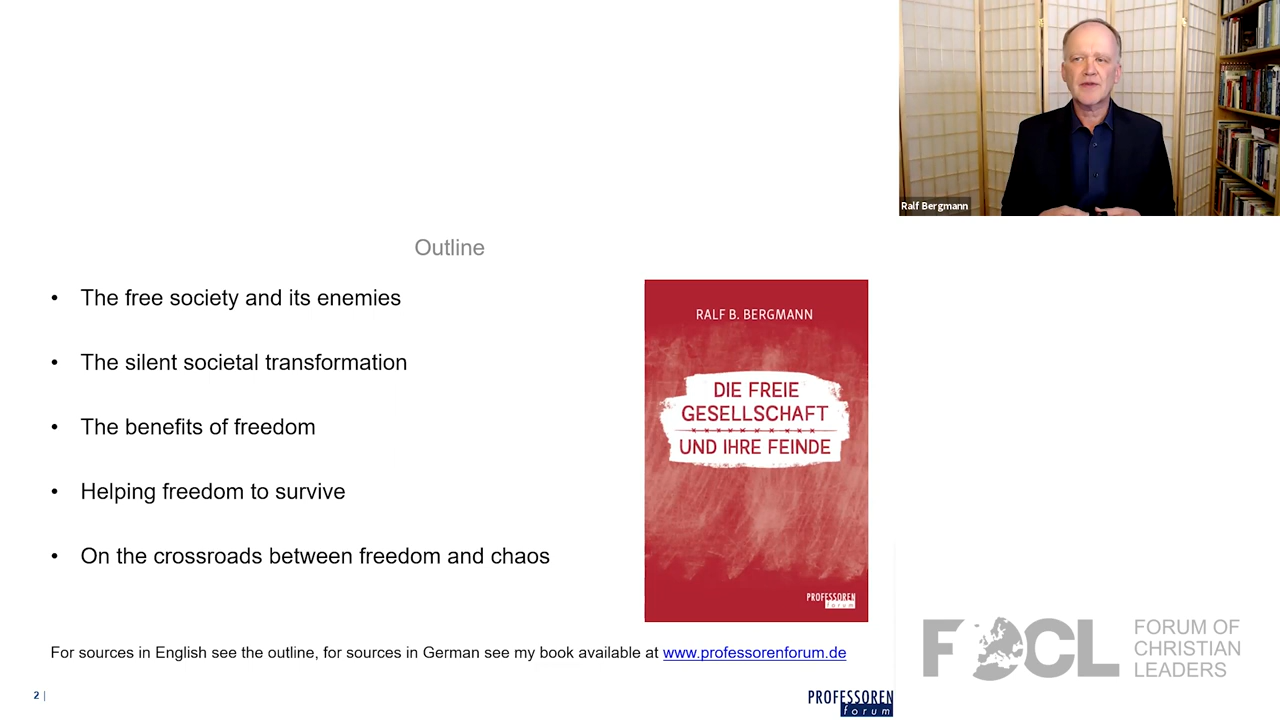 Ralf Bergmann
Outline
• The free society and its enemies
• The silent societal transformation
• The benefits of freedom
• Helping freedom to survive
• On the crossroads between freedom and chaos
RALF B. BERGMANN
DIE FREIE
GESELLSCHAFT
UND IHRE FEINDE
PROFESSOREN
forum
For sources in English see the outline, for sources in German see my book available at www.professorenforum.de
2 |
PROFESSOREN
forum
FOCL
FORUM OF
CHRISTIAN
LEADERS